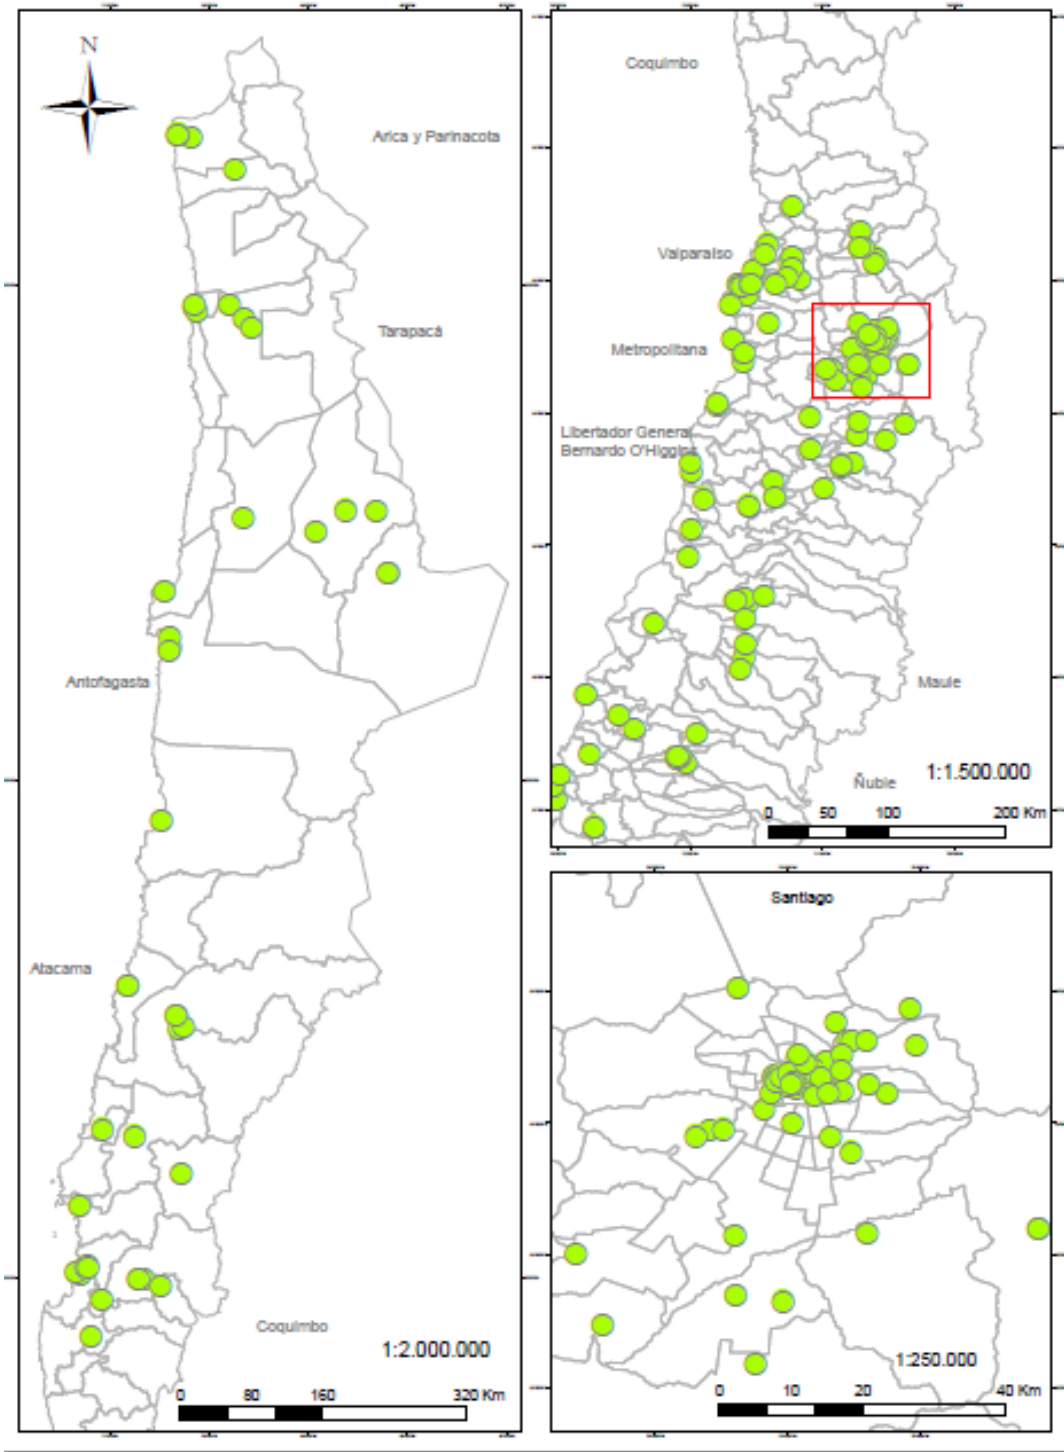 N
Arica y Parinacota
Tarapacá
Antofagasta
Atacama
Coquimbo
1:2.000.000
0 80 160 320 Km
Coquimbo
Valparaíso
Metropolitana
Libertador General
Bernardo O'Higgins
Maule
Ñuble
1:1.500.000
0 50 100 200 Km
Santiago
1:250.000
0 10 20 40 Km